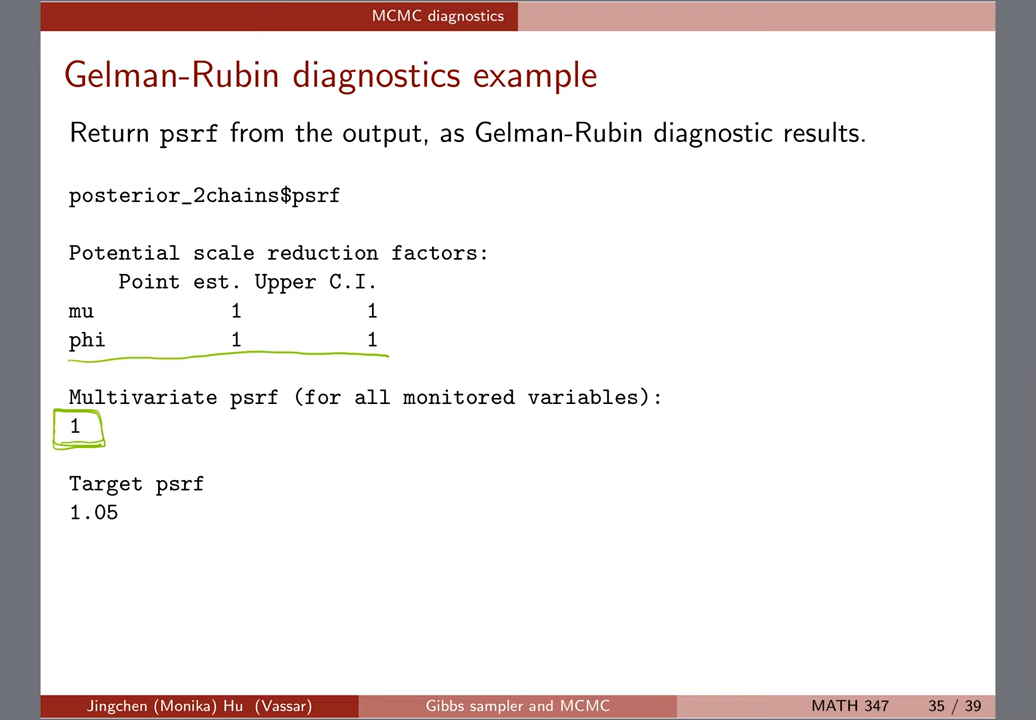 MCMC diagnostics
Gelman-Rubin diagnostics example
Return psrf from the output, as Gelman-Rubin diagnostic results.
posterior_2chains$psrf
Potential scale reduction factors:
Point est. Upper C.I.
mu 1 1
phi 1 1
Multivariate psrf (for all monitored variables):
1
Target psrf
1.05
Jingchen (Monika) Hu (Vassar) Gibbs sampler and MCMC MATH 347 35 / 39